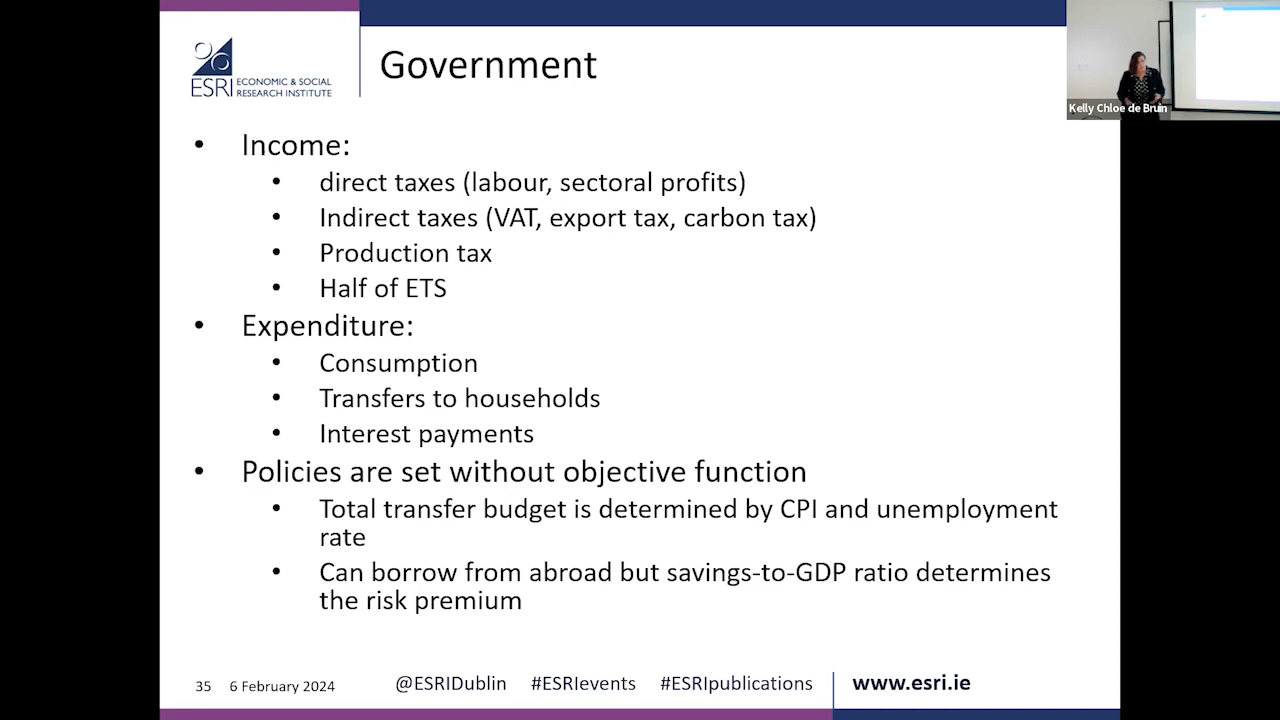 ESRI
ECONOMIC & SOCIAL
RESEARCH INSTITUTE
Government
Kelly Chloe de Bruin
• Income:
• direct taxes (labour, sectoral profits)
• Indirect taxes (VAT, export tax, carbon tax)
• Production tax
• Half of ETS
• Expenditure:
• Consumption
• Transfers to households
• Interest payments
• Policies are set without objective function
• Total transfer budget is determined by CPI and unemployment
rate
• Can borrow from abroad but savings-to-GDP ratio determines
the risk premium
35 6 February 2024 @ESRIDublin #ESRIevents #ESRIpublications www.esri.ie